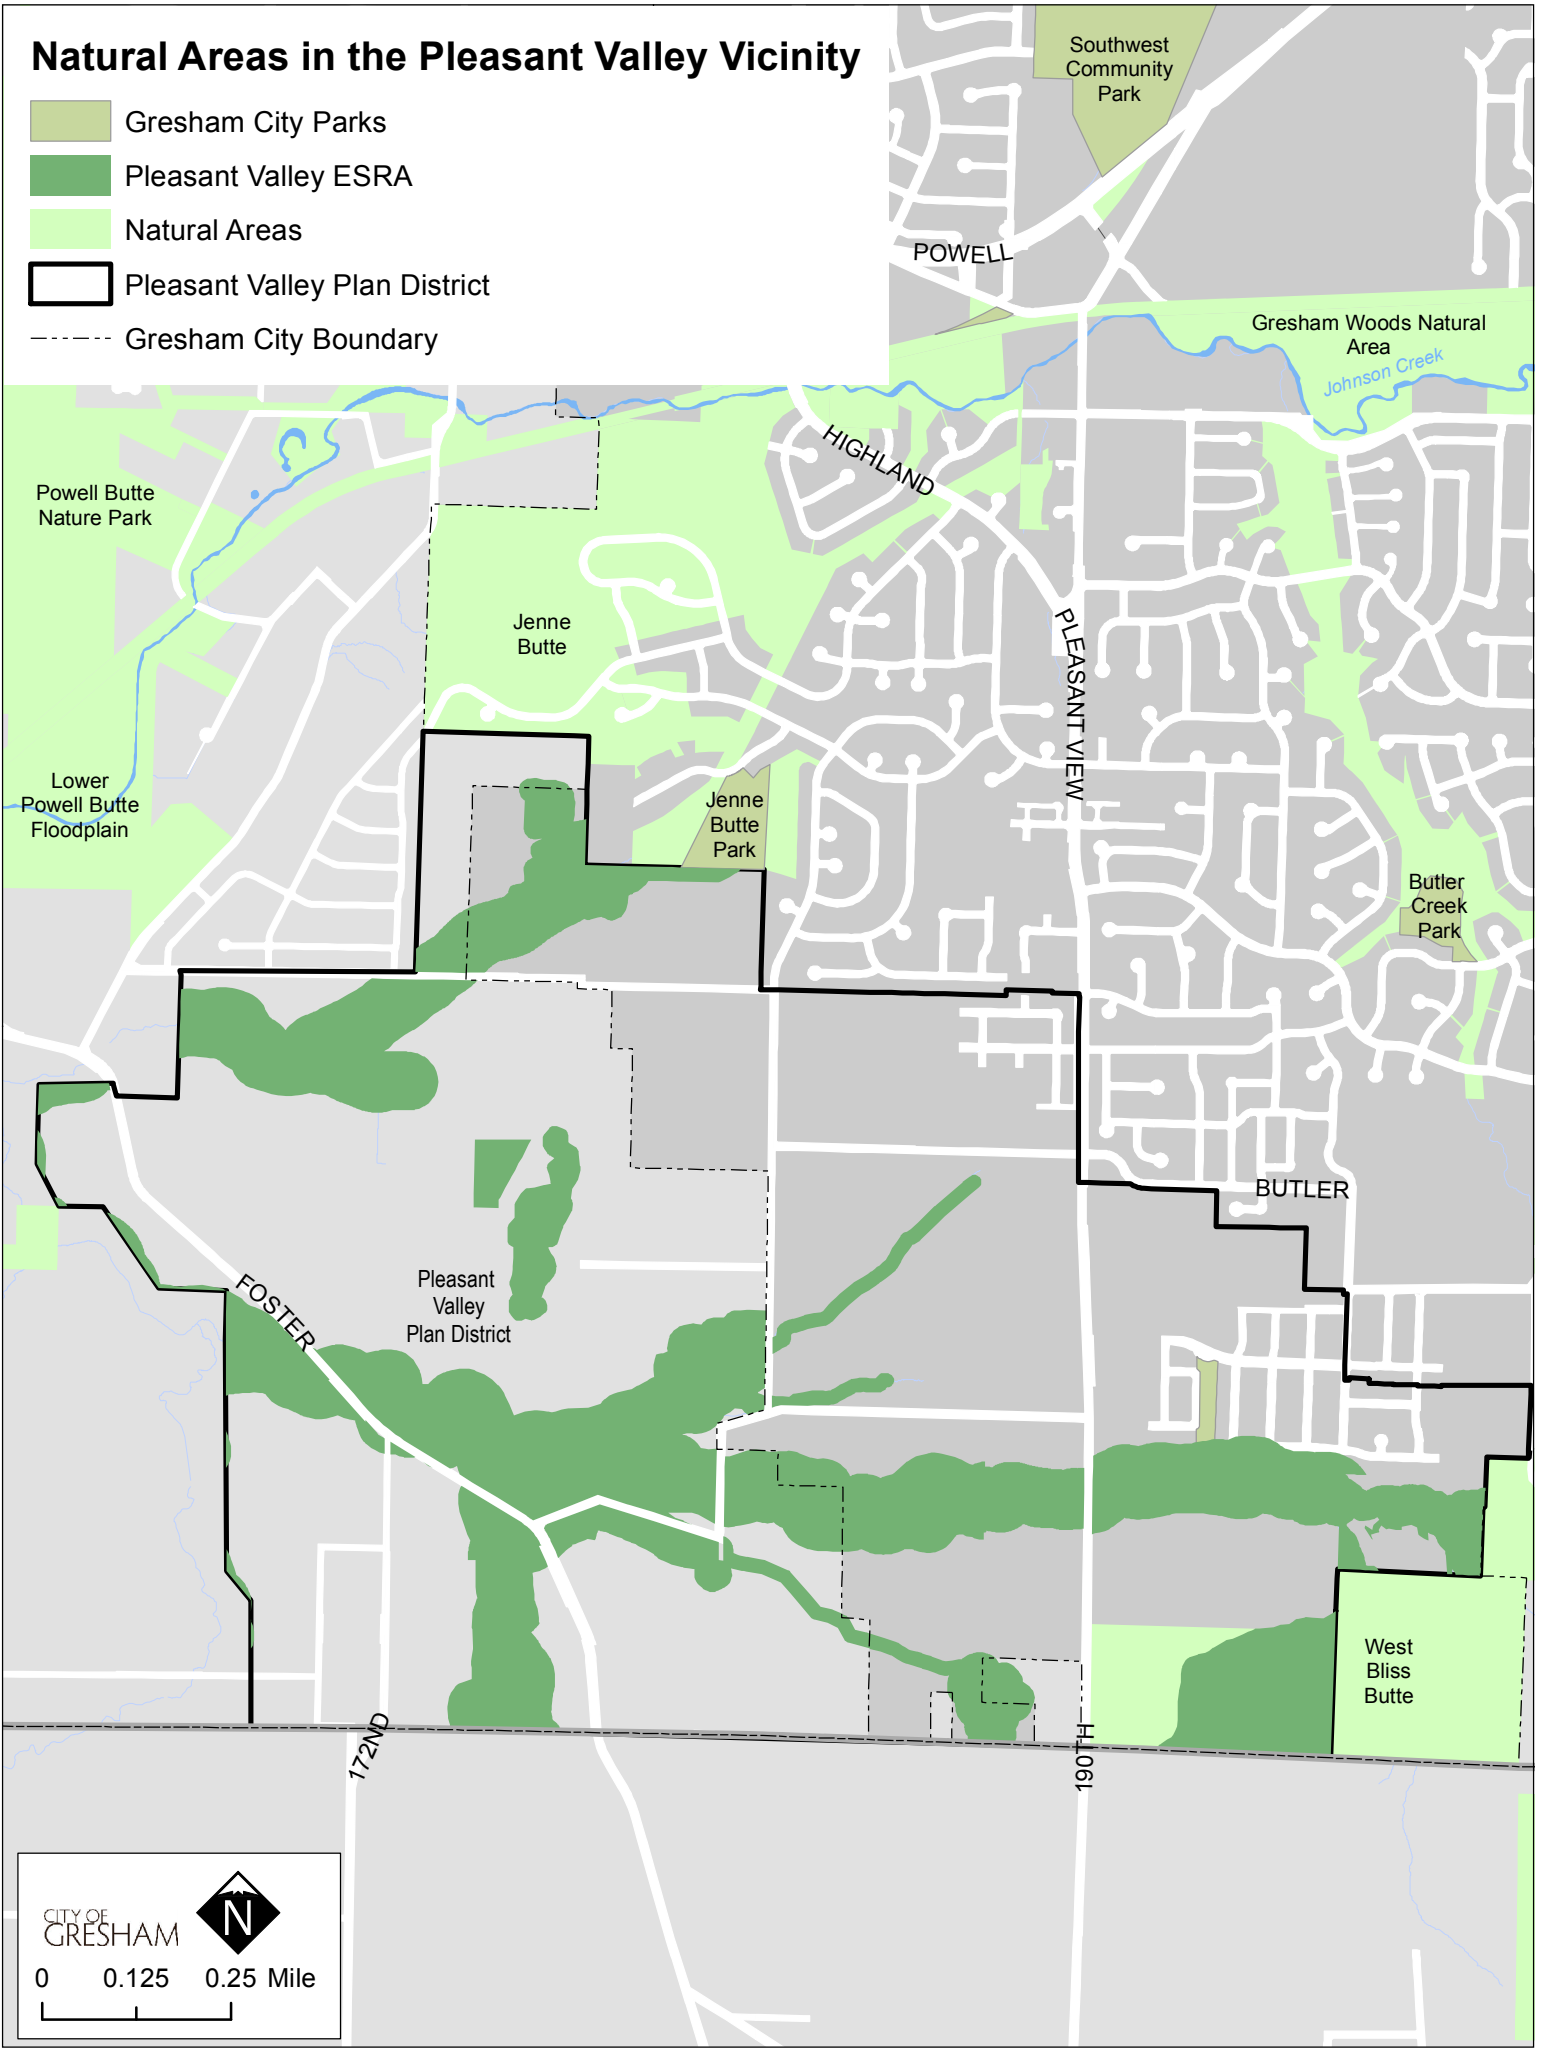 Natural Areas in the Pleasant Valley Vicinity
Gresham City Parks
Pleasant Valley ESRA
Natural Areas
Pleasant Valley Plan District
Gresham City Boundary
Southwest
Community
Park
POWELL
Gresham Woods Natural
Area
Johnson Creek
HIGHLAND
Powell Butte
Nature Park
Jenne
Butte
PLEASANT VIEW
Lower
Powell Butte
Floodplain
Jenne
Butte
Park
Butler
Creek
Park
BUTLER
Pleasant
Valley
Plan District
FOSTER
West
Bliss
Butte
172ND
190TH
CITY OF
GRESHAM
N
0 0.125 0.25 Mile